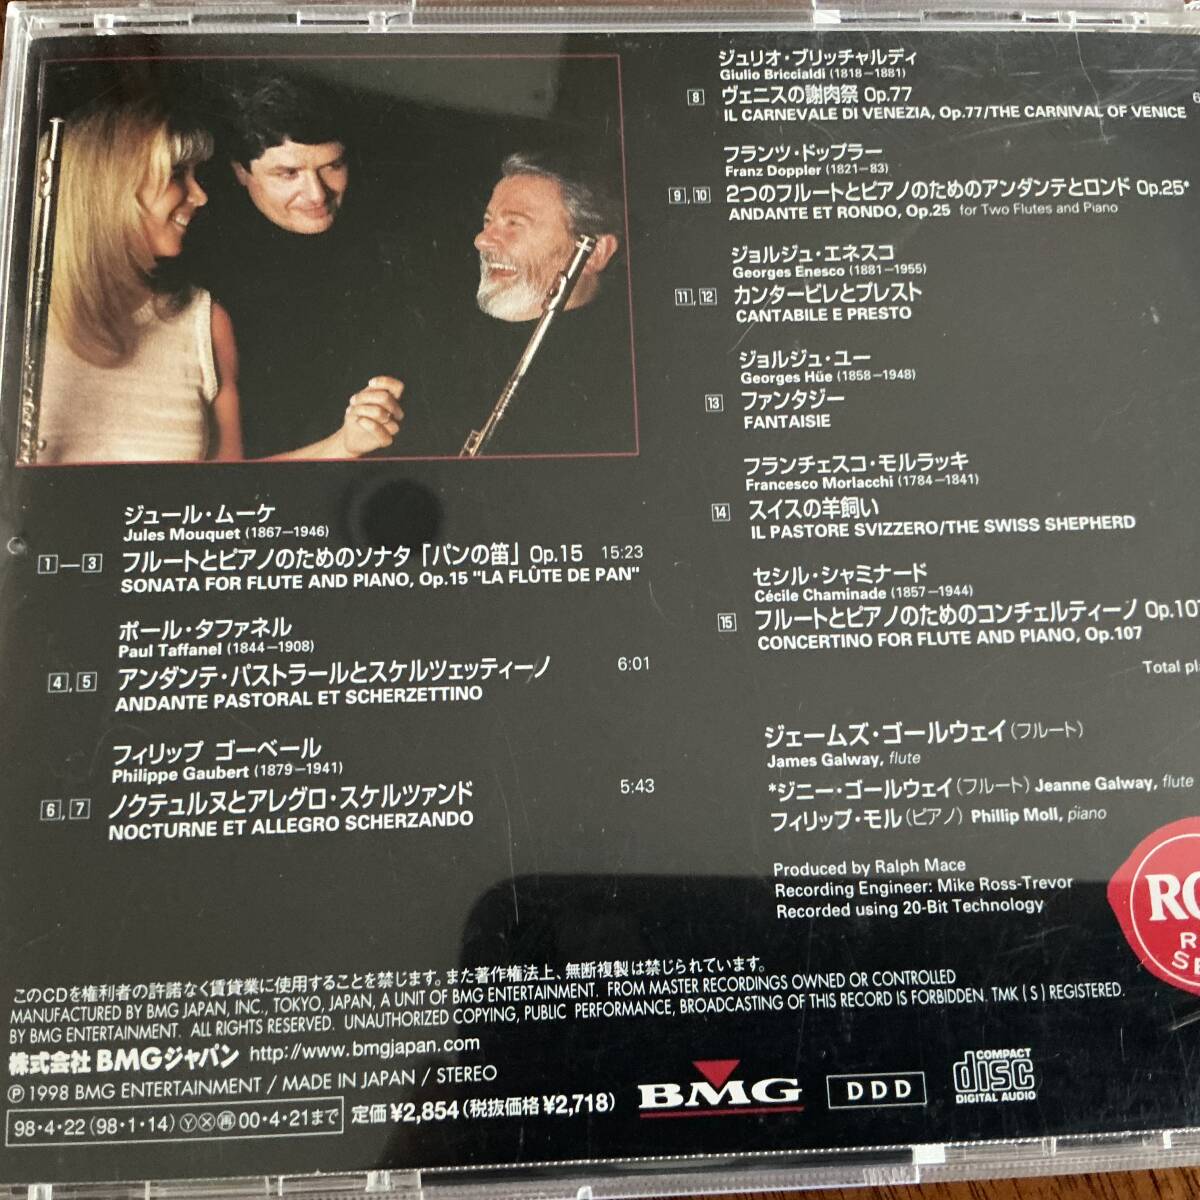 ジュール・ムーケ
Jules Mouquet (1867—1946)
1—3 フルートとピアノのためのソナタ「パンの笛」Op.15 15:23
SONATA FOR FLUTE AND PIANO, Op.15 "LA FLÛTE DE PAN"
ポール・タファネル
Paul Taffanel (1844—1908)
4, 5 アンダンテ・パストラールとスケルツェッティーノ 6:01
ANDANTE PASTORAL ET SCHERZETTINO
フィリップ ゴーベール
Philippe Gaubert (1879—1941)
6, 7 ノクテュルヌとアレグロ・スケルツァンド 5:43
NOCTURNE ET ALLEGRO SCHERZANDO
ジュリオ・ブリッチャルディ
Giulio Briccialdi (1818—1881)
8 ヴェニスの謝肉祭 Op.77 6
IL CARNEVALE DI VENEZIA, Op.77/THE CARNIVAL OF VENICE
フランツ・ドップラー
Franz Doppler (1821—83)
9, 10 2つのフルートとピアノのためのアンダンテとロンド Op.25*
ANDANTE ET RONDO, Op.25 for Two Flutes and Piano
ジョルジュ・エネスコ
Georges Enesco (1881—1955)
11, 12 カンタービレとプレスト
CANTABILE E PRESTO
ジョルジュ・ユー
Georges Hüe (1858—1948)
13 ファンタジー
FANTAISIE
フランチェスコ・モルラッキ
Francesco Morlacchi (1784—1841)
14 スイスの羊飼い
IL PASTORE SVIZZERO/THE SWISS SHEPHERD
セシル・シャミナード
Cécile Chaminade (1857—1944)
15 フルートとピアノのためのコンチェルティーノ Op.107
CONCERTINO FOR FLUTE AND PIANO, Op.107
Total pla
ジェームズ・ゴールウェイ(フルート)
James Galway, flute
*ジニー・ゴールウェイ(フルート) Jeanne Galway, flute
フィリップ・モル(ピアノ) Phillip Moll, piano
Produced by Ralph Mace
Recording Engineer: Mike Ross-Trevor
Recorded using 20-Bit Technology
RC
R
SE
このCDを権利者の許諾なく賃貸業に使用することを禁じます。また著作権法上、無断複製は禁じられています。
MANUFACTURED BY BMG JAPAN, INC., TOKYO, JAPAN, A UNIT OF BMG ENTERTAINMENT. FROM MASTER RECORDINGS OWNED OR CONTROLLED
BY BMG ENTERTAINMENT. ALL RIGHTS RESERVED. UNAUTHORIZED COPYING, PUBLIC PERFORMANCE, BROADCASTING OF THIS RECORD IS FORBIDDEN. TMK(S) REGISTERED.
株式会社 BMGジャパン http://www.bmgjapan.com
Ⓟ 1998 BMG ENTERTAINMENT / MADE IN JAPAN / STEREO
98・4・22 (98・1・14) Ⓨ Ⓧ 再 00・4・21まで 定価 ¥2,854 (税抜価格¥2,718)
BMG
DDD
COMPACT
disc
DIGITAL AUDIO